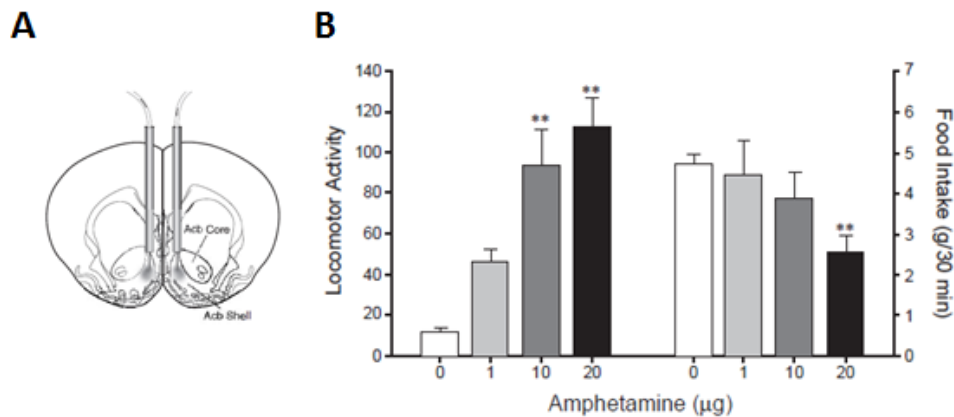 A
Acb Core
Acb Shell
B
140
120
100
80
60
40
20
0
Locomotor Activity
**
**
**
7
6
5
4
3
2
1
0
Food Intake
(g/30 min)
0 1 10 20 0 1 10 20
Amphetamine (µg)